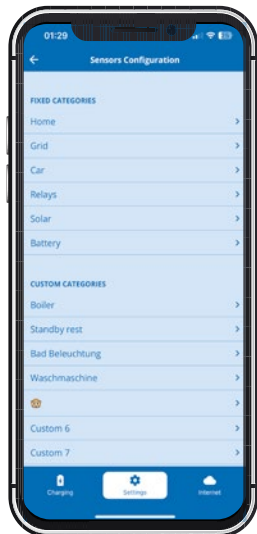 01:29
Sensors Configuration
FIXED CATEGORIES
Home
Grid
Car
Relays
Solar
Battery
CUSTOM CATEGORIES
Boiler
Standby rest
Bad Beleuchtung
Waschmaschine
Custom 6
Custom 7
Charging
Settings
Internet